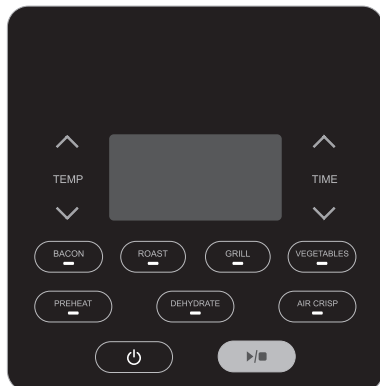 TEMP TIME
BACON ROAST GRILL VEGETABLES
PREHEAT DEHYDRATE AIR CRISP